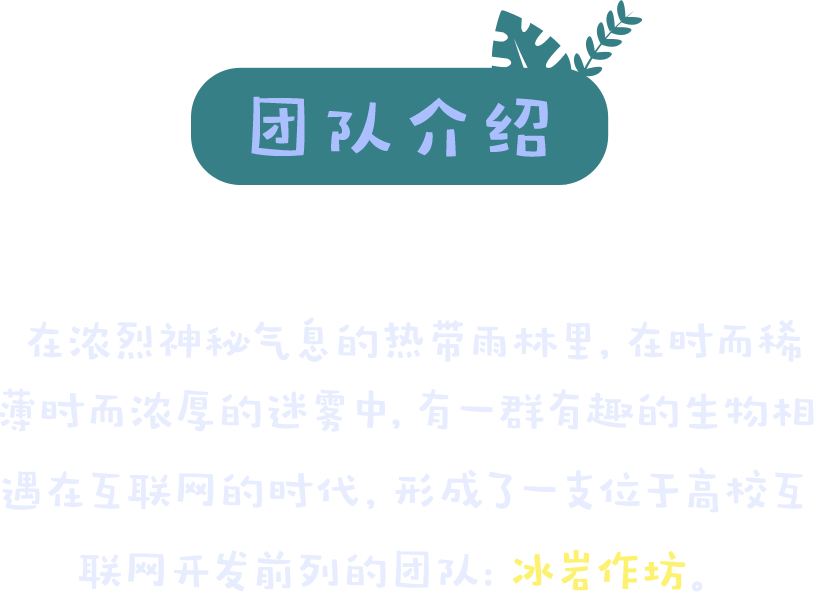 团队介绍
在浓烈神秘气息的热带雨林里,在时而稀
薄时而浓厚的迷雾中,有一群有趣的生物相
遇在互联网的时代,形成了一支位于高校互
联网开发前列的团队:冰岩作坊。